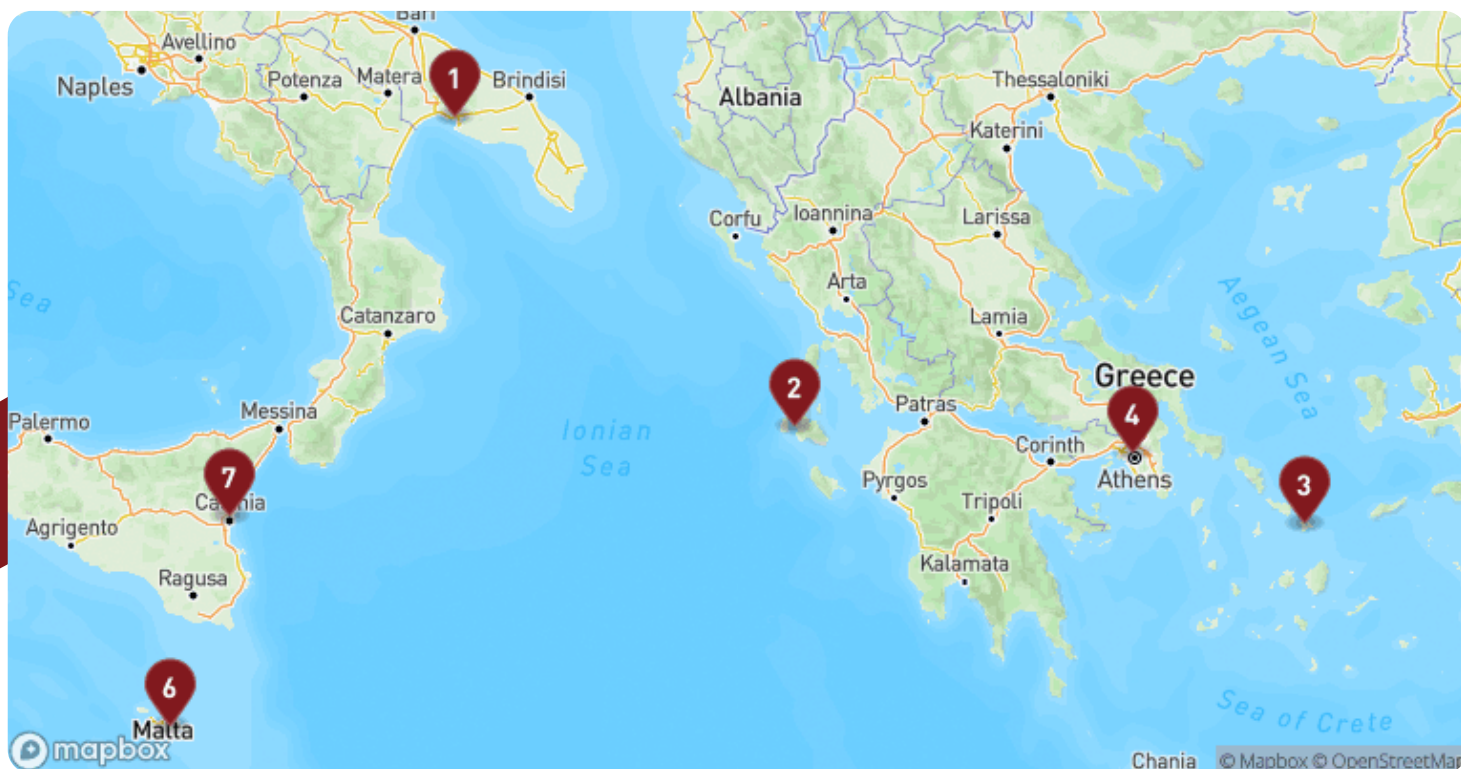 Bari
Avellino
Naples
Potenza
Matera
1
Brindisi
Albania
Thessaloniki
Katerini
Corfu
Ioannina
Larissa
Sea
Arta
Aegean Sea
Catanzaro
Lamia
2
Greece
Palermo
Messina
Ionian
Sea
Patras
4
Corinth
Athens
3
7
Catania
Pyrgos
Agrigento
Tripoli
Ragusa
Kalamata
6
Malta
Sea of Crete
mapbox
Chania
© Mapbox © OpenStreetMap